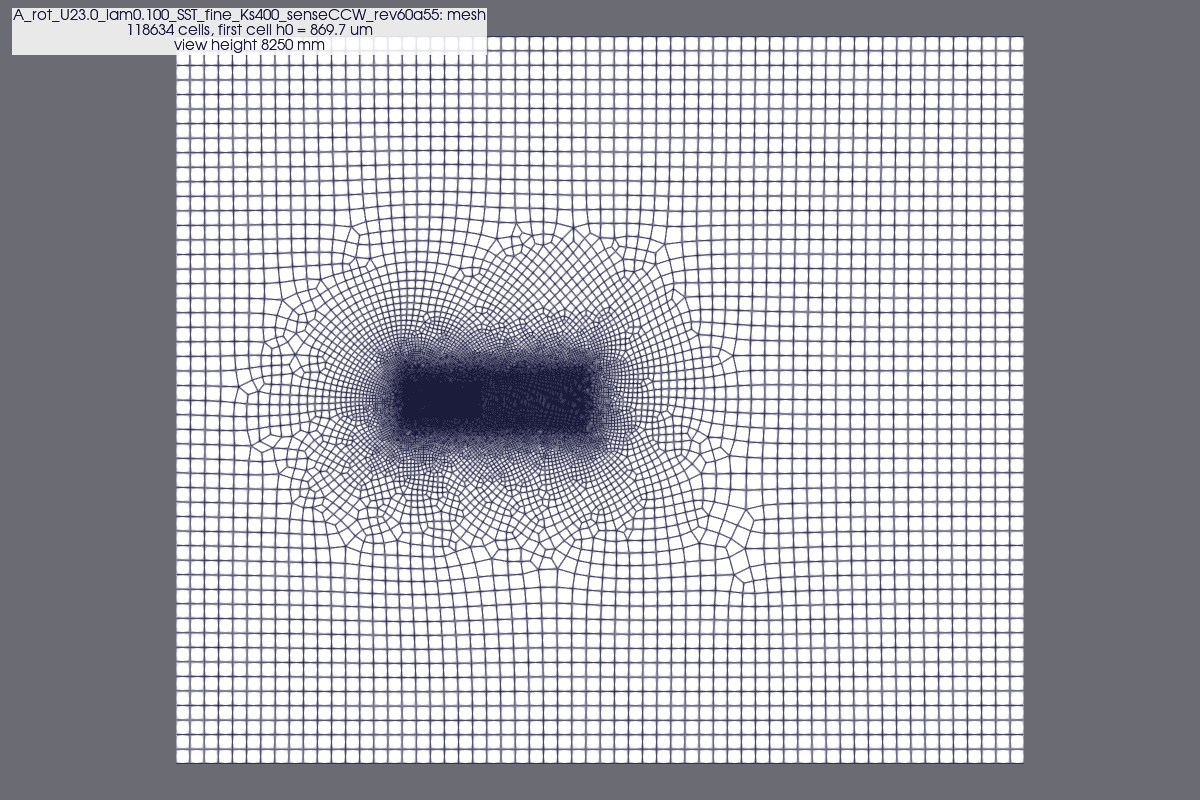 A_rot_U23.0_lam0.100_SST_fine_Ks400_senseCCW_rev60a55: mesh
118634 cells, first cell h0 = 869.7 um
view height 8250 mm